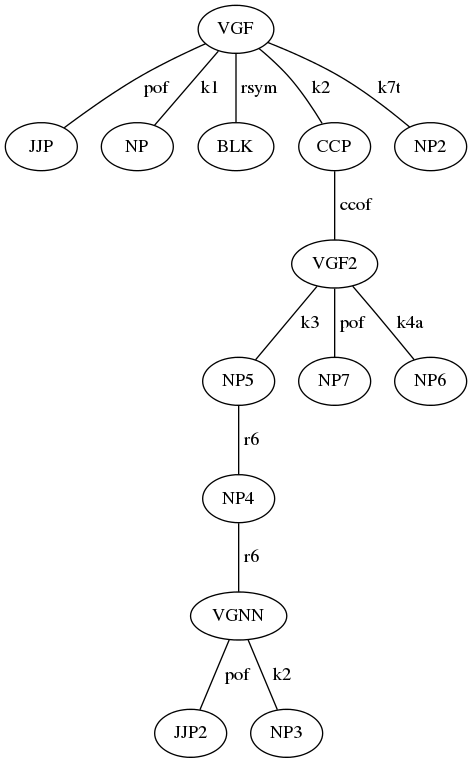 VGF
pof k1 rsym k2 k7t
JJP NP BLK CCP NP2
ccof
VGF2
k3 pof k4a
NP5 NP7 NP6
r6
NP4
r6
VGNN
pof k2
JJP2 NP3